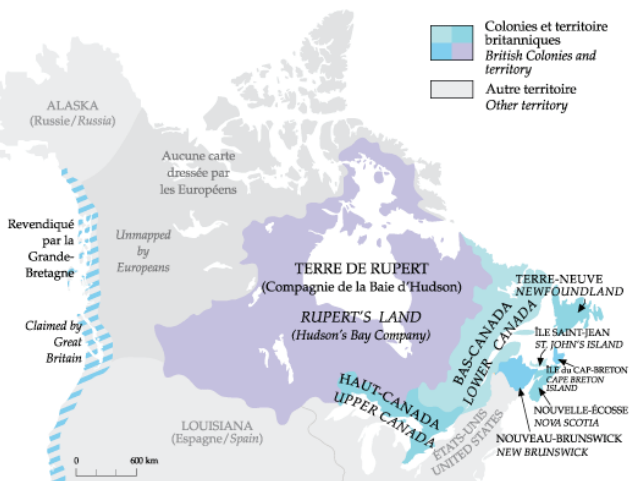 Colonies et territoire
britanniques
British Colonies and
territory
Autre territoire
Other territory
ALASKA
(Russie/Russia)
Aucune carte
dressée par
les Européens
Unmapped
by
Europeans
Revendiqué
par la
Grande-
Bretagne
Claimed by
Great
Britain
TERRE DE RUPERT
(Compagnie de la Baie d'Hudson)
RUPERT'S LAND
(Hudson's Bay Company)
TERRE-NEUVE
NEWFOUNDLAND
BAS-CANADA
LOWER CANADA
ÎLE SAINT-JEAN
ST. JOHN'S ISLAND
ÎLE du CAP-BRETON
CAPE BRETON
ISLAND
HAUT-CANADA
UPPER CANADA
NOUVELLE-ÉCOSSE
NOVA SCOTIA
LOUISIANA
(Espagne/Spain)
ÉTATS-UNIS
UNITED STATES
NOUVEAU-BRUNSWICK
NEW BRUNSWICK
0 600 km